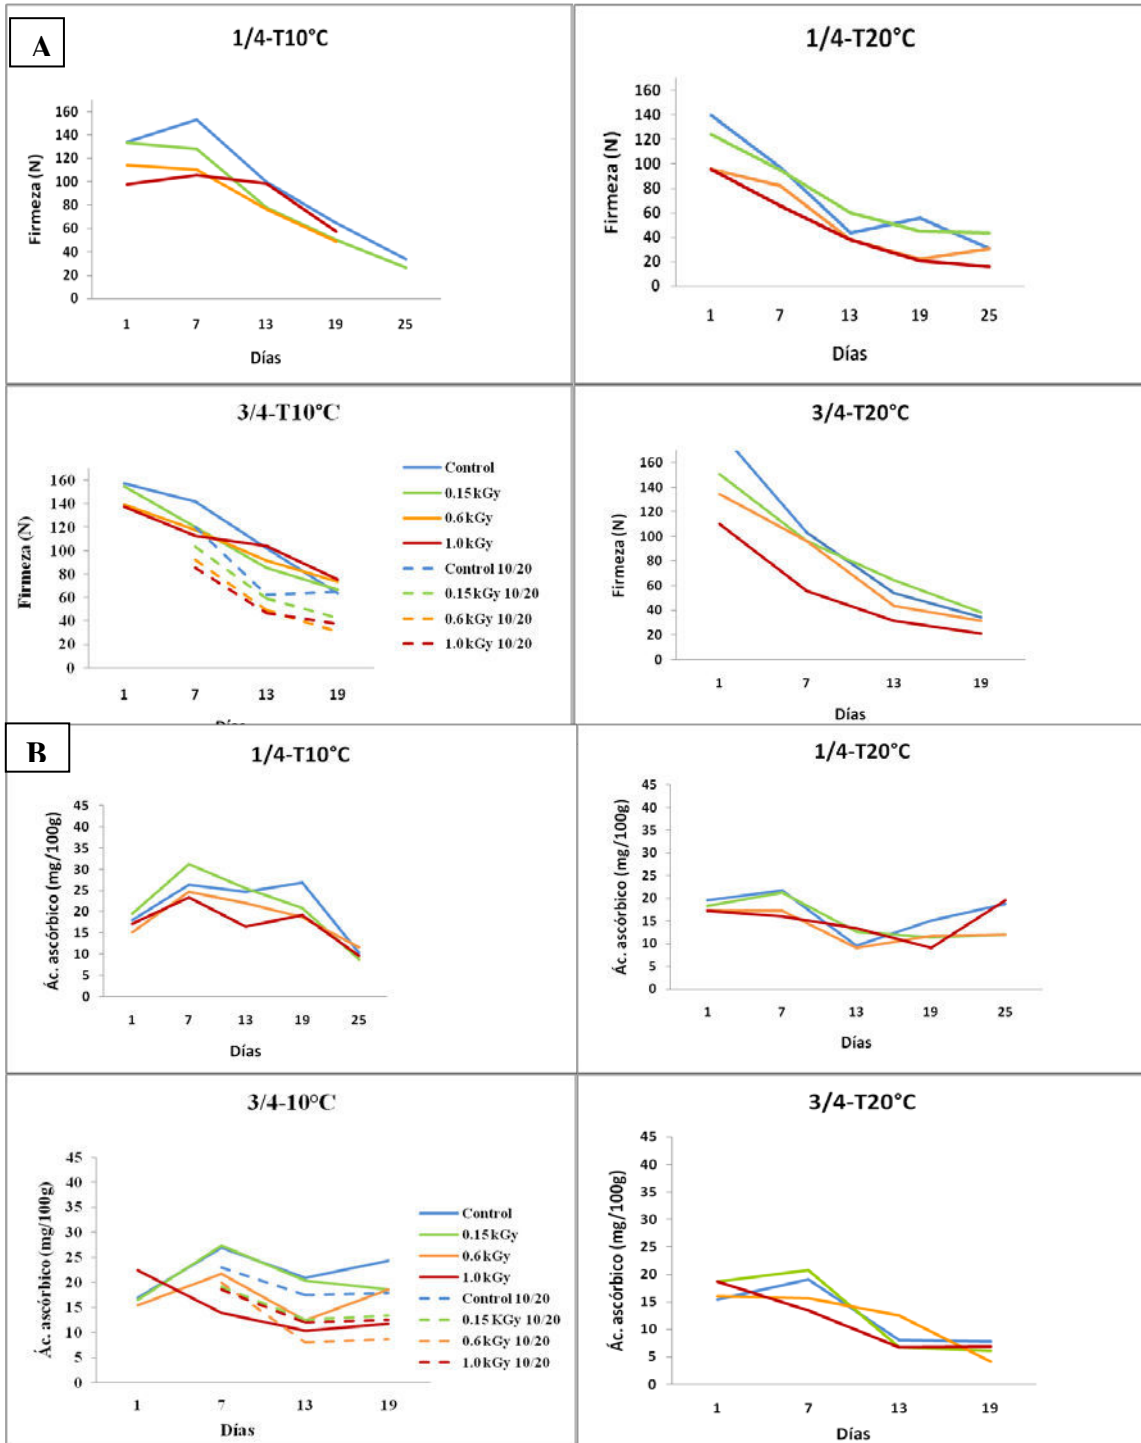 A
1/4-T10°C
Firmeza (N)
160
140
120
100
80
60
40
20
0
1 7 13 19 25
Días
1/4-T20°C
Firmeza (N)
160
140
120
100
80
60
40
20
0
1 7 13 19 25
Días
3/4-T10°C
Firmeza (N)
160
140
120
100
80
60
40
20
0
1 7 13 19
Días
Control
0.15kGy
0.6kGy
1.0kGy
Control 10/20
0.15kGy 10/20
0.6kGy 10/20
1.0kGy 10/20
3/4-T20°C
Firmeza (N)
160
140
120
100
80
60
40
20
0
1 7 13 19
Días
B
1/4-T10°C
Ác. ascórbico (mg/100g)
45
40
35
30
25
20
15
10
5
0
1 7 13 19 25
Días
1/4-T20°C
Ác. ascórbico (mg/100g)
45
40
35
30
25
20
15
10
5
0
1 7 13 19 25
Días
3/4-10°C
Ác. ascórbico (mg/100g)
45
40
35
30
25
20
15
10
5
0
1 7 13 19
Días
Control
0.15kGy
0.6kGy
1.0kGy
Control 10/20
0.15 KGy 10/20
0.6kGy 10/20
1.0kGy 10/20
3/4-T20°C
Ác. ascórbico (mg/100g)
45
40
35
30
25
20
15
10
5
0
1 7 13 19
Días